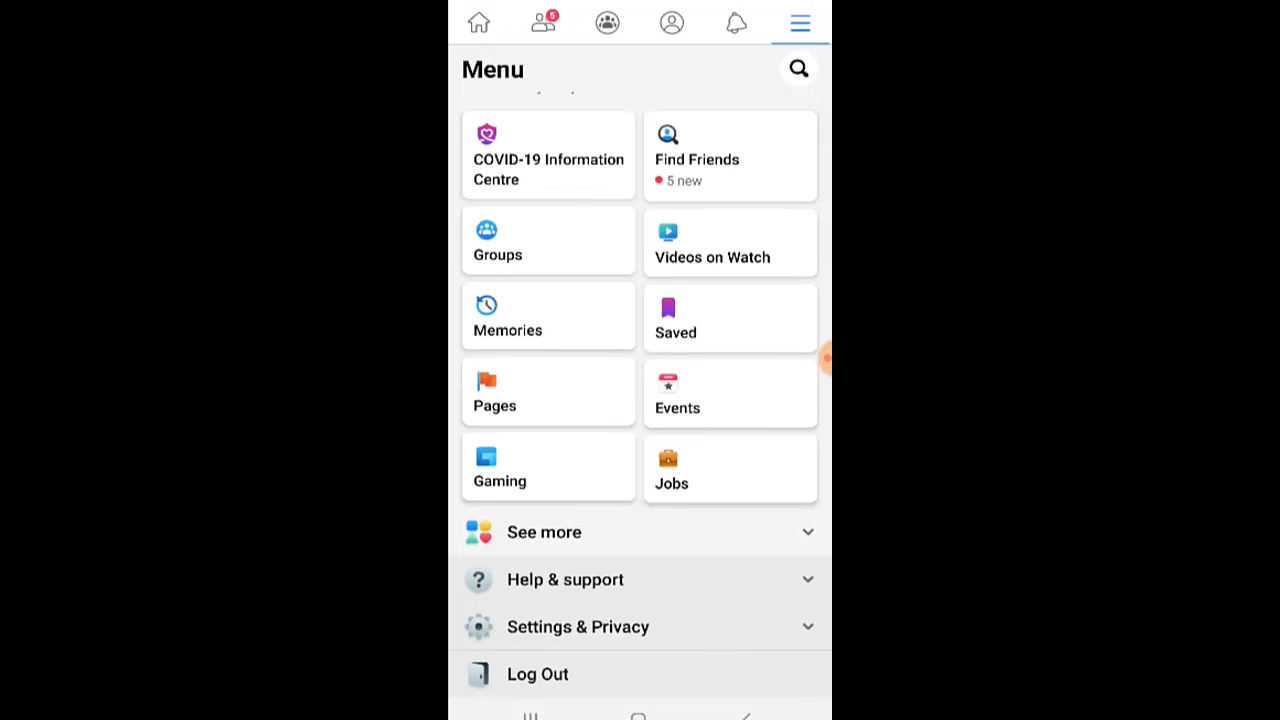 5
Menu
COVID-19 Information
Centre
Find Friends
5 new
Groups
Videos on Watch
Memories
Saved
Pages
Events
Gaming
Jobs
See more
?
Help & support
Settings & Privacy
Log Out